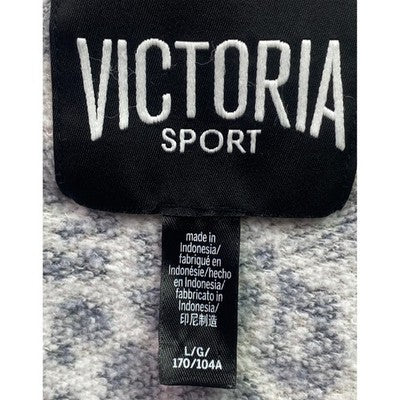 VICTORIA
SPORT
made in
Indonesia/
fabriqué en
Indonésie/hecho
en Indonesia/
fabbricato in
Indonesia/
印尼制造
L/G/
170/104A